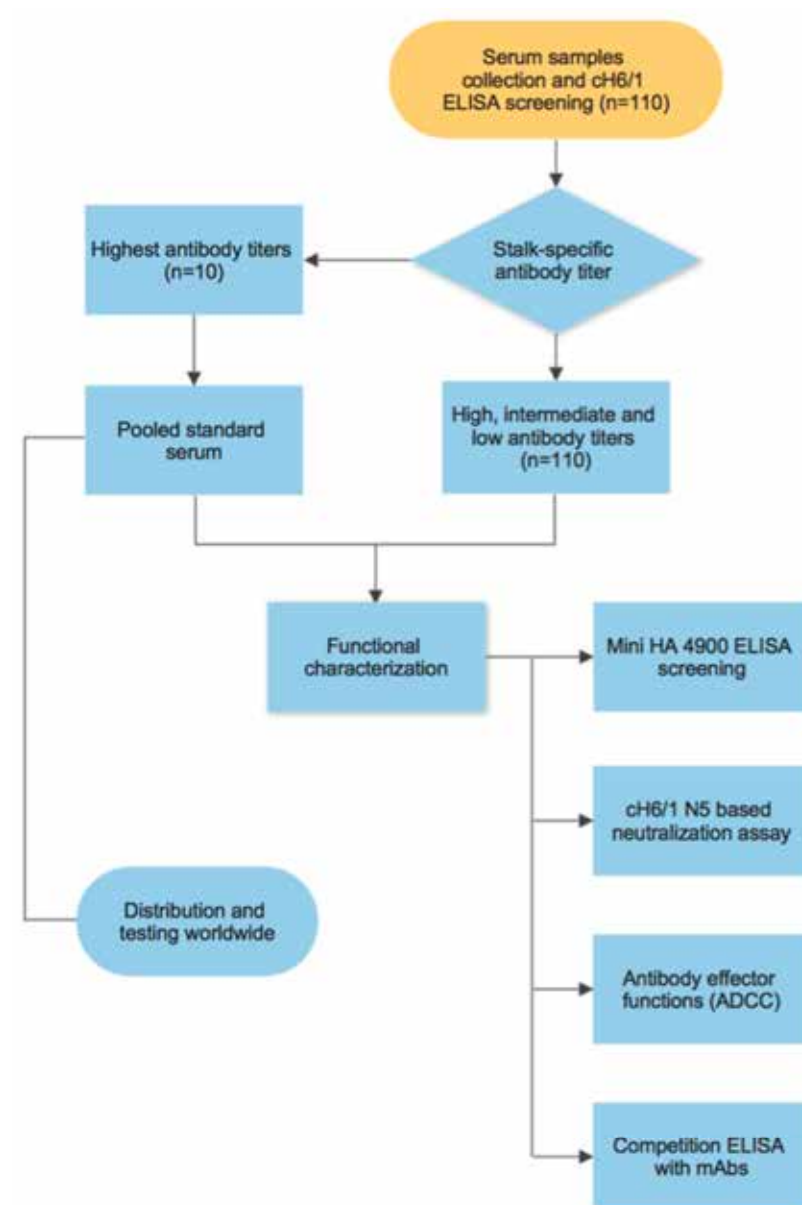 Serum samples
collection and cH6/1
ELISA screening (n=110)
Highest antibody titers
(n=10)
Stalk-specific
antibody titer
Pooled standard
serum
High, intermediate and
low antibody titers
(n=110)
Functional
characterization
Mini HA 4900 ELISA
screening
cH6/1 N5 based
neutralization assay
Distribution and
testing worldwide
Antibody effector
functions (ADCC)
Competition ELISA
with mAbs